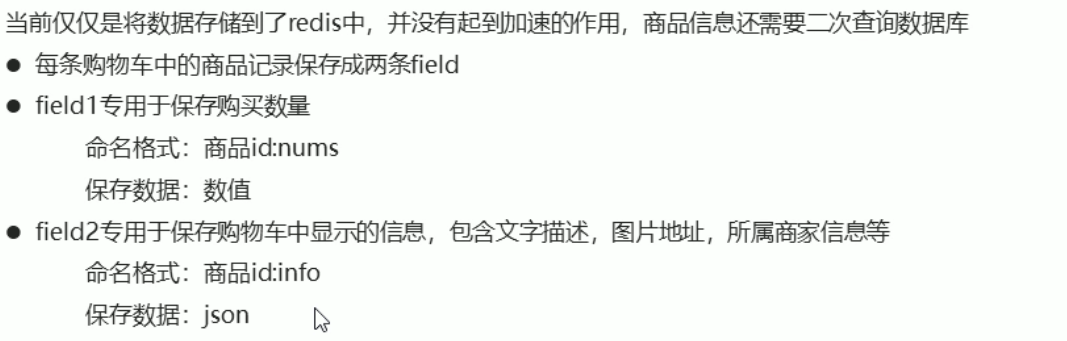 当前仅仅是将数据存储到了redis中，并没有起到加速的作用，商品信息还需要二次查询数据库
● 每条购物车中的商品记录保存成两条field
● field1专用于保存购买数量
命名格式：商品id:nums
保存数据：数值
● field2专用于保存购物车中显示的信息，包含文字描述，图片地址，所属商家信息等
命名格式：商品id:info
保存数据：json